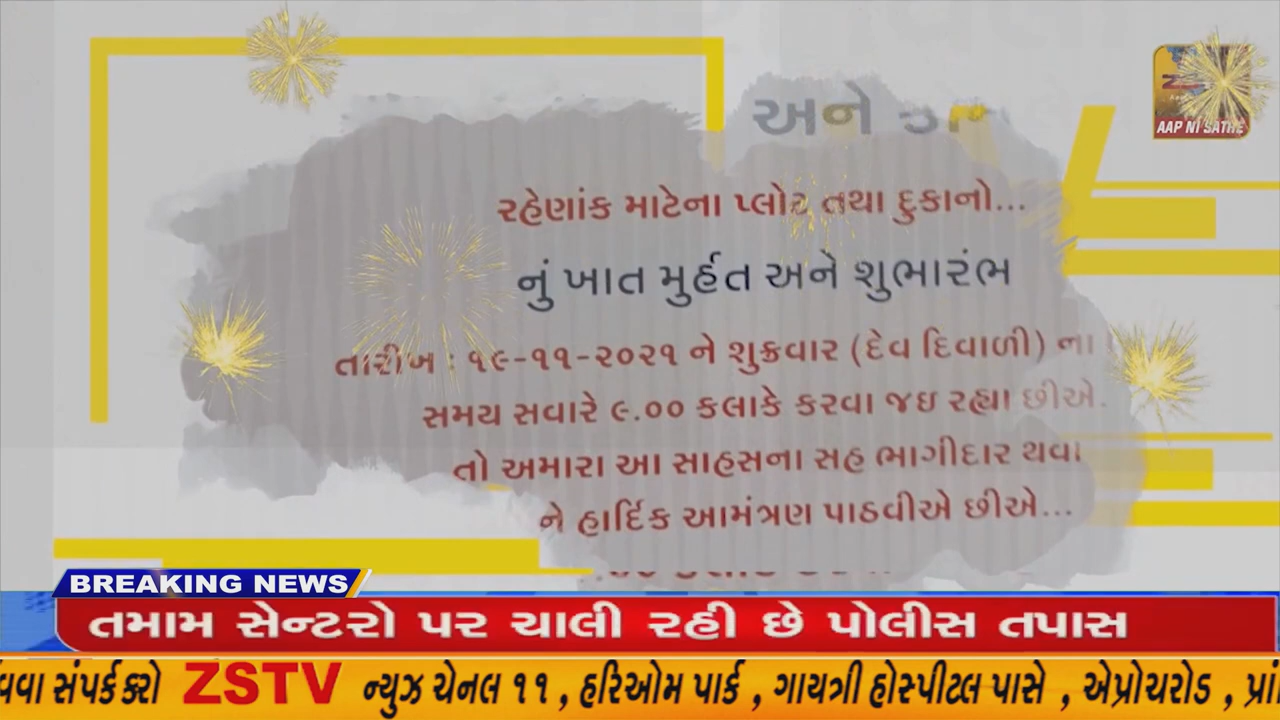 અને
AAP NI SATHE
રહેણાંક માટેના પ્લોટ તથા દુકાનો...
નું ખાત મુર્હત અને શુભારંભ
તારીખ : ૧૯-૧૧-૨૦૨૧ ને શુક્રવાર (દેવ દિવાળી) ના
સમય સવારે ૯.૦૦ કલાકે કરવા જઇ રહ્યા છીએ.
તો અમારા આ સાહસના સહ ભાગીદાર થવા
ને હાર્દિક આમંત્રણ પાઠવીએ છીએ...
BREAKING NEWS
તમામ સેન્ટરો પર ચાલી રહી છે પોલીસ તપાસ
સંપર્ક કરો ZSTV ન્યુઝ ચેનલ ૧૧ , હરિઓમ પાર્ક , ગાયત્રી હોસ્પીટલ પાસે , એપ્રોચરોડ ,